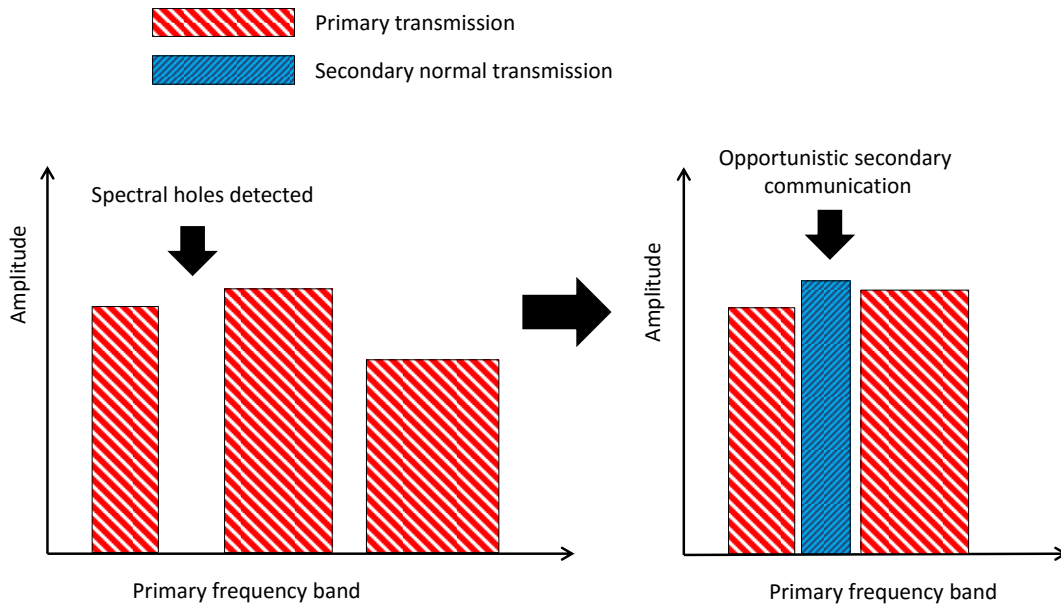 Primary transmission
Secondary normal transmission
Spectral holes detected
Amplitude
Primary frequency band
Opportunistic secondary
communication
Amplitude
Primary frequency band